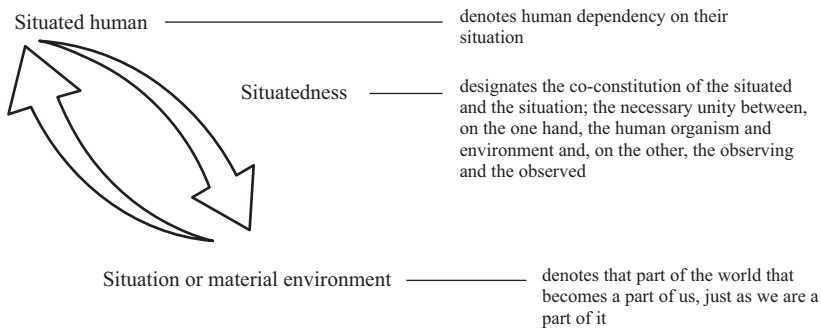 Situated human
denotes human dependency on their
situation
Situatedness
designates the co-constitution of the situated
and the situation; the necessary unity between,
on the one hand, the human organism and
environment and, on the other, the observing
and the observed
Situation or material environment
denotes that part of the world that
becomes a part of us, just as we are a
part of it